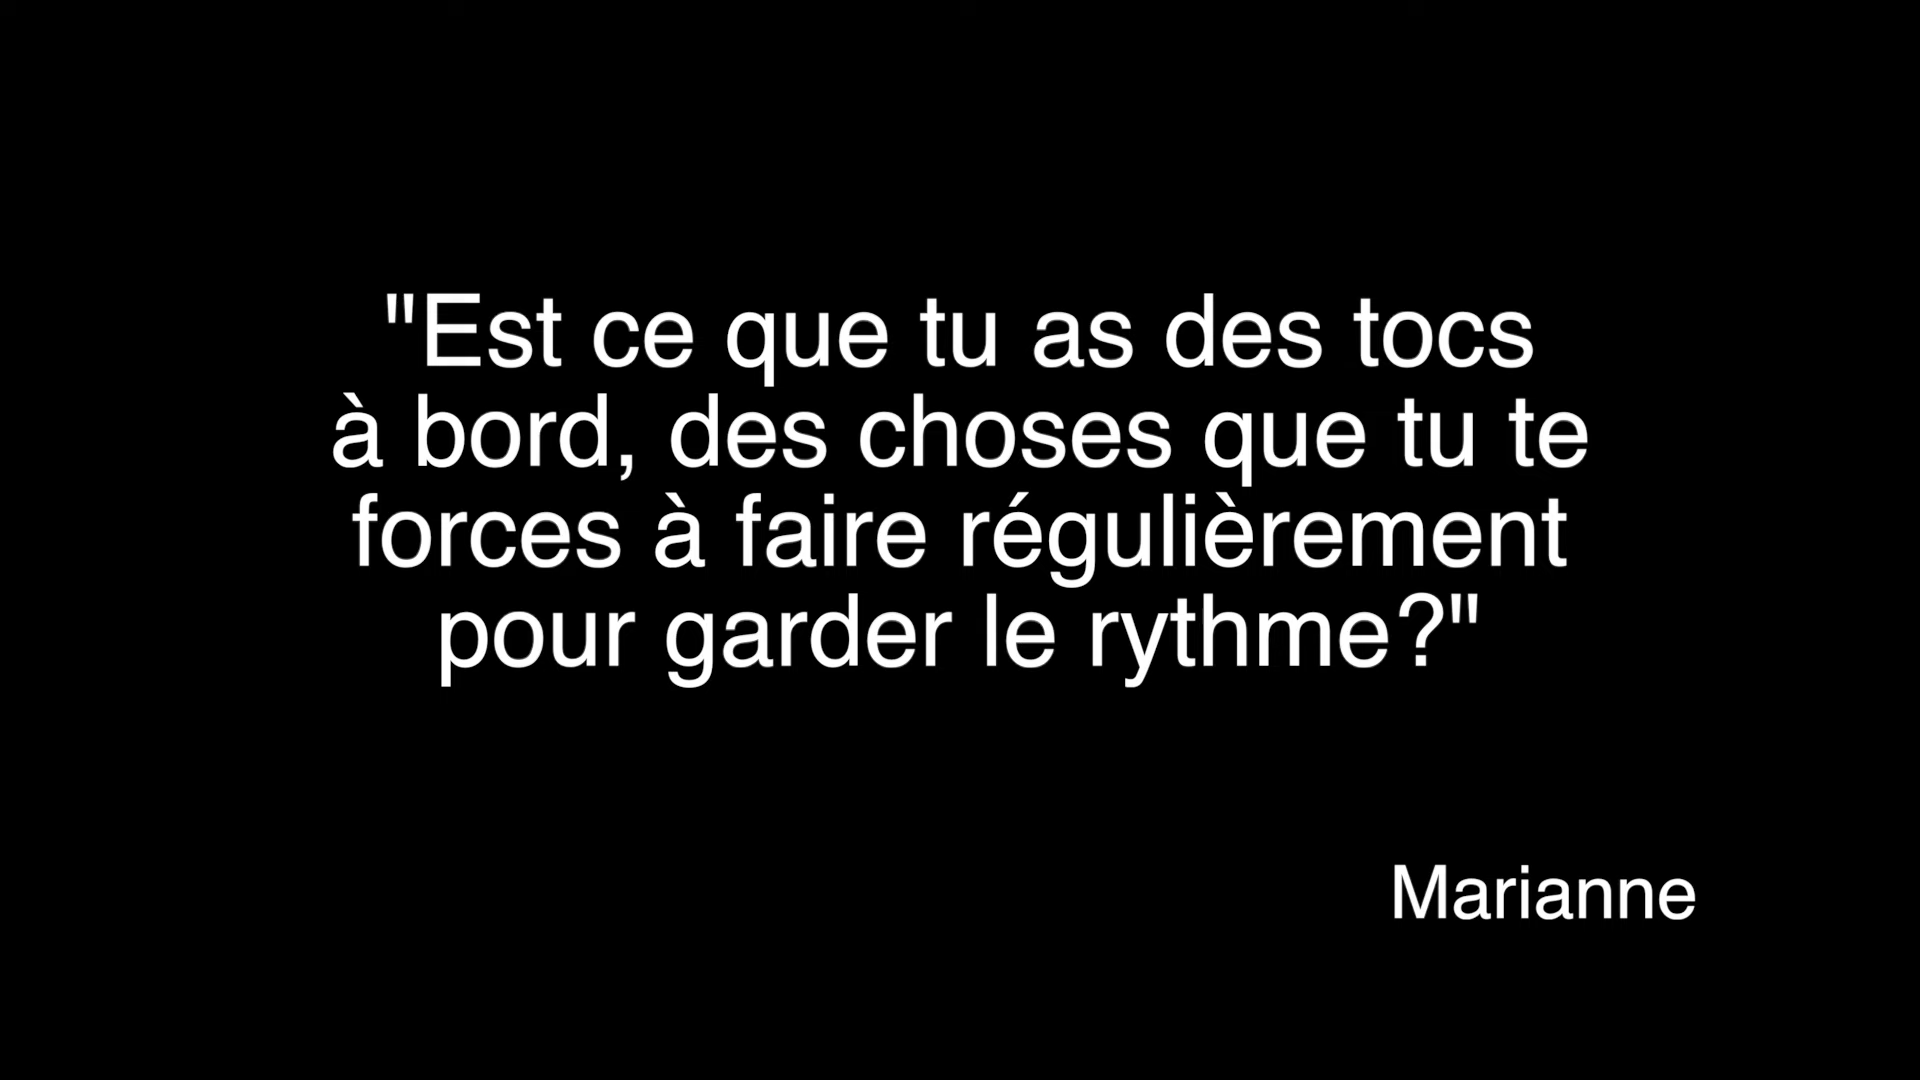 "Est ce que tu as des tocs
à bord, des choses que tu te
forces à faire régulièrement
pour garder le rythme?"
Marianne